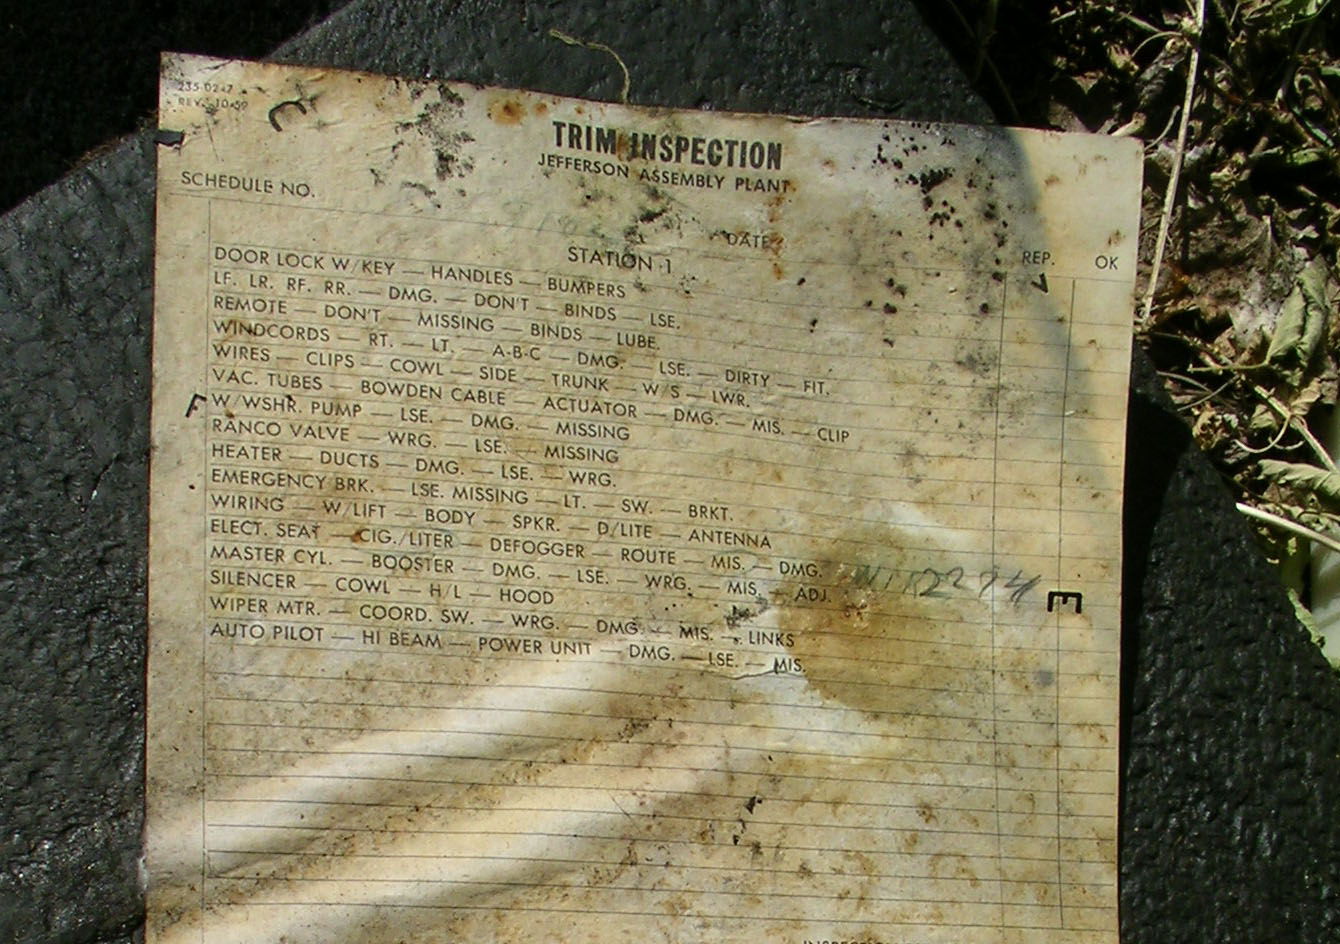 235-0247
REV. 10-59
TRIM INSPECTION
JEFFERSON ASSEMBLY PLANT
SCHEDULE NO.
DATE
STATION 1
REP. OK
DOOR LOCK W/KEY — HANDLES — BUMPERS
LF. LR. RF. RR. — DMG. — DON'T — BINDS — LSE.
REMOTE — DON'T — MISSING — BINDS — LUBE.
WINDCORDS — RT. — LT. — A-B-C — DMG. — LSE. — DIRTY — FIT.
WIRES — CLIPS — COWL — SIDE — TRUNK — W/S — LWR.
VAC. TUBES — BOWDEN CABLE — ACTUATOR — DMG. — MIS. — CLIP
W/WSHR. PUMP — LSE. — DMG. — MISSING
RANCO VALVE — WRG. — LSE. — MISSING
HEATER — DUCTS — DMG. — LSE. — WRG.
EMERGENCY BRK. — LSE. MISSING — LT. — SW. — BRKT.
WIRING — W/LIFT — BODY — SPKR. — D/LITE — ANTENNA
ELECT. SEAT — CIG./LITER — DEFOGGER — ROUTE — MIS. — DMG.
MASTER CYL. — BOOSTER — DMG. — LSE. — WRG. — MIS. — ADJ.
SILENCER — COWL — H/L — HOOD
WIPER MTR. — COORD. SW. — WRG. — DMG. — MIS. — LINKS
AUTO PILOT — HI BEAM — POWER UNIT — DMG. — LSE. — MIS.